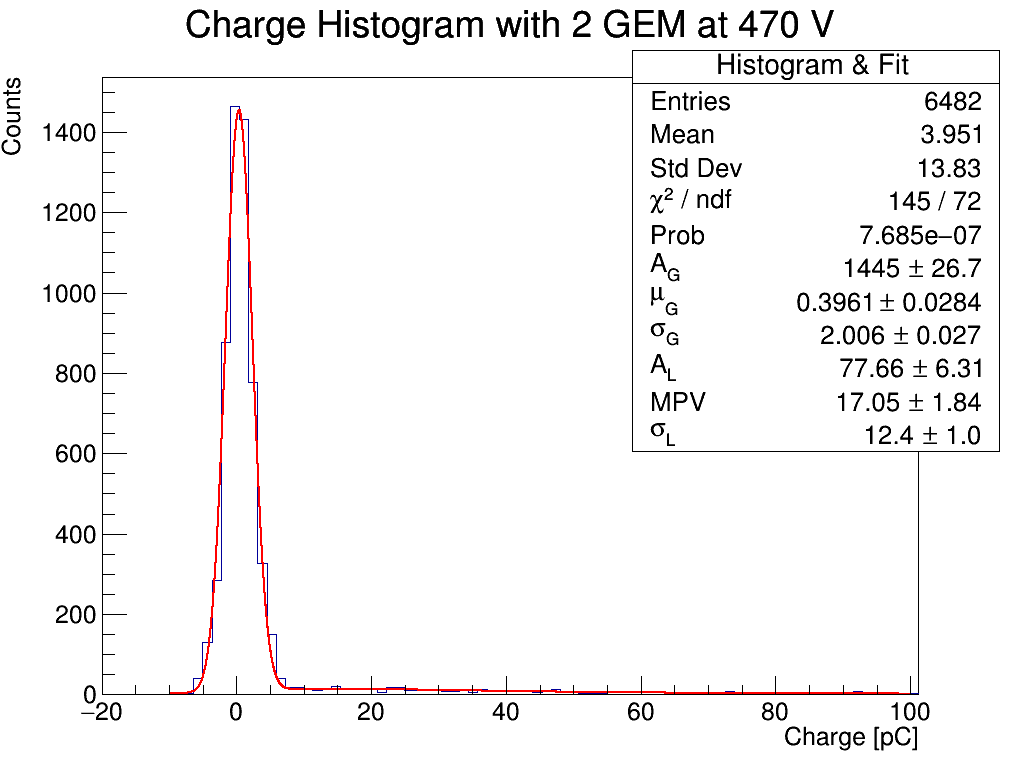 Charge Histogram with 2 GEM at 470 V
Histogram & Fit
Entries 6482
Mean 3.951
Std Dev 13.83
χ² / ndf 145 / 72
Prob 7.685e−07
A_G 1445 ± 26.7
μ_G 0.3961 ± 0.0284
σ_G 2.006 ± 0.027
A_L 77.66 ± 6.31
MPV 17.05 ± 1.84
σ_L 12.4 ± 1.0
Counts
1400
1200
1000
800
600
400
200
0
−20 0 20 40 60 80 100
Charge [pC]